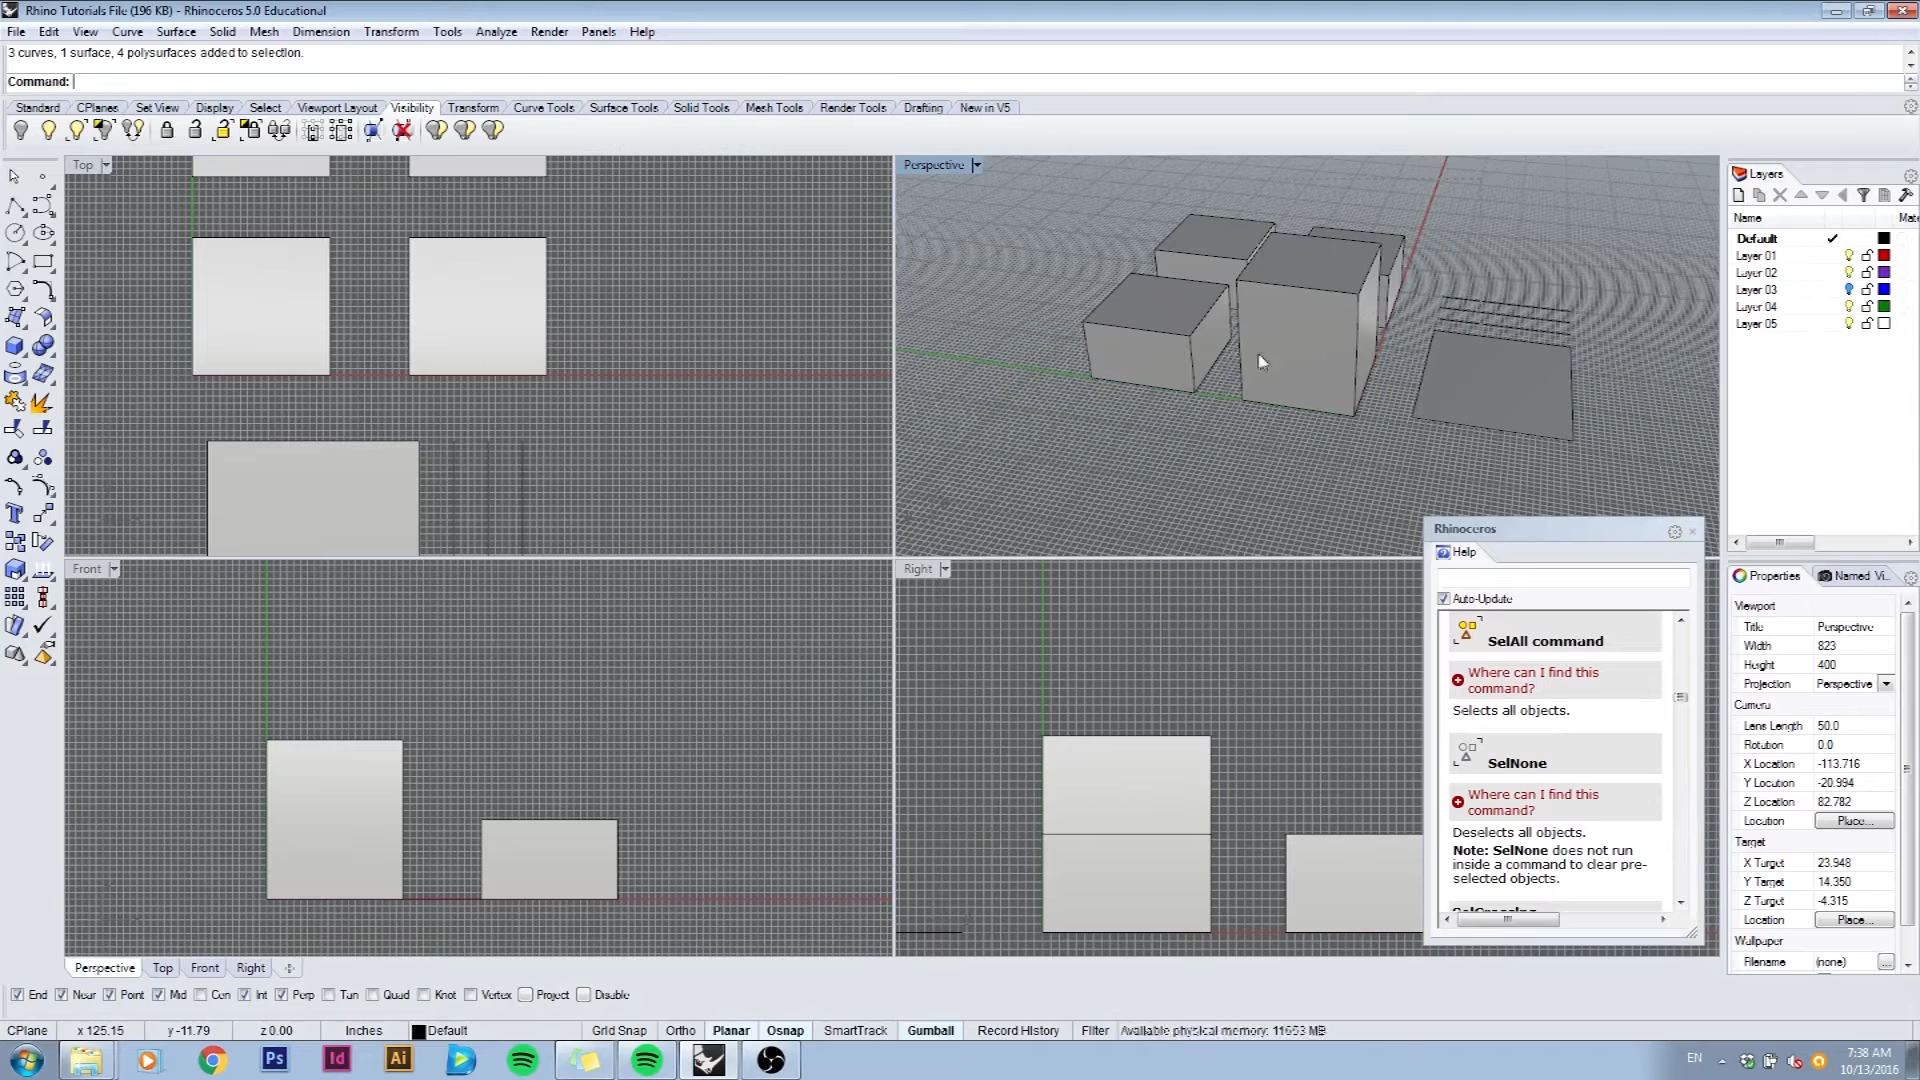 Rhino Tutorials File (196 KB) - Rhinoceros 5.0 Educational
File Edit View Curve Surface Solid Mesh Dimension Transform Tools Analyze Render Panels Help
3 curves, 1 surface, 4 polysurfaces added to selection.
Command:
Standard CPlanes Set View Display Select Viewport Layout Visibility Transform Curve Tools Surface Tools Solid Tools Mesh Tools Render Tools Drafting New in V5
Top
Perspective
Layers
Name Mate
Default
Layer 01
Layer 02
Layer 03
Layer 04
Layer 05
Front
Right
Rhinoceros
Help
Auto-Update
SelAll command
Where can I find this
command?
Selects all objects.
SelNone
Where can I find this
command?
Deselects all objects.
Note: SelNone does not run
inside a command to clear pre-
selected objects.
Properties Named Vi...
Viewport
Title Perspective
Width 823
Height 400
Projection Perspective
Camera
Lens Length 50.0
Rotation 0.0
X Location -113.716
Y Location -20.994
Z Location 82.782
Location Place...
Target
X Target 23.948
Y Target 14.350
Z Target -4.315
Location Place...
Wallpaper
Filename (none) ...
Perspective Top Front Right
End Near Point Mid Cen Int Perp Tan Quad Knot Vertex Project Disable
CPlane x 125.15 y -11.79 z 0.00 Inches Default Grid Snap Ortho Planar Osnap SmartTrack Gumball Record History Filter Available physical memory: 11653 MB
Ps Id Ai
EN
7:38 AM
10/13/2016